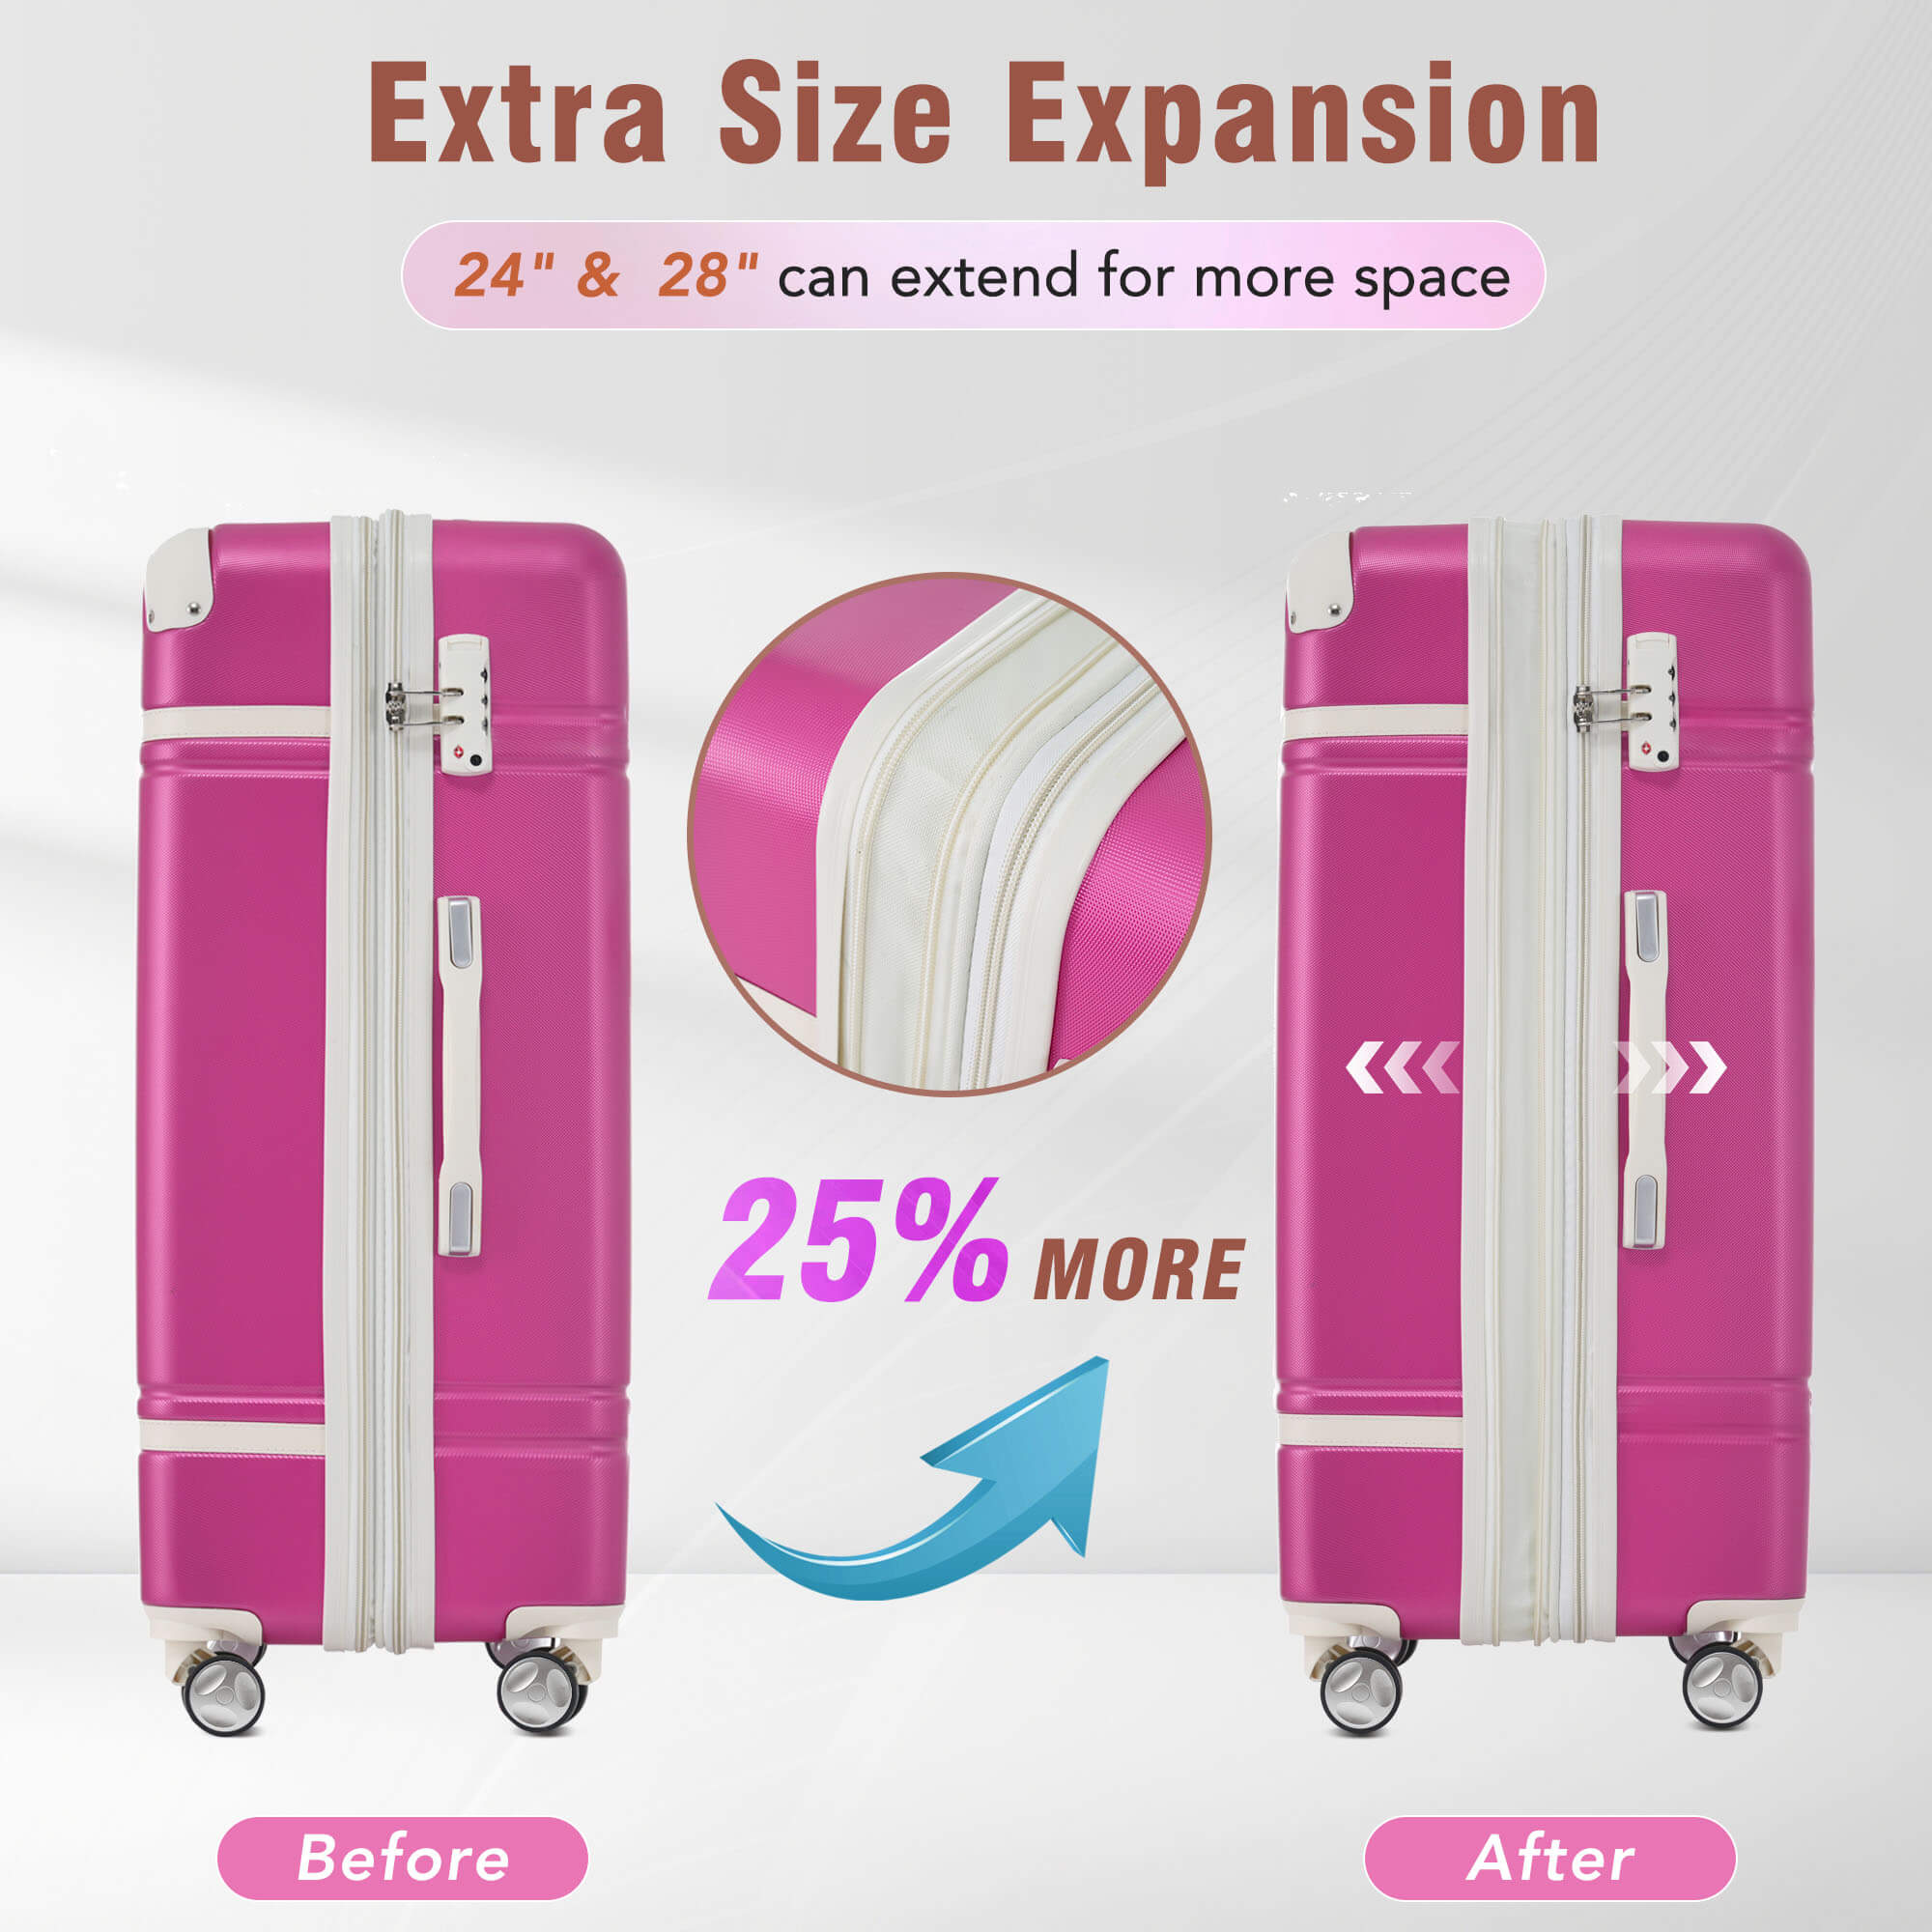 Extra Size Expansion
24" & 28" can extend for more space
25% MORE
Before
After